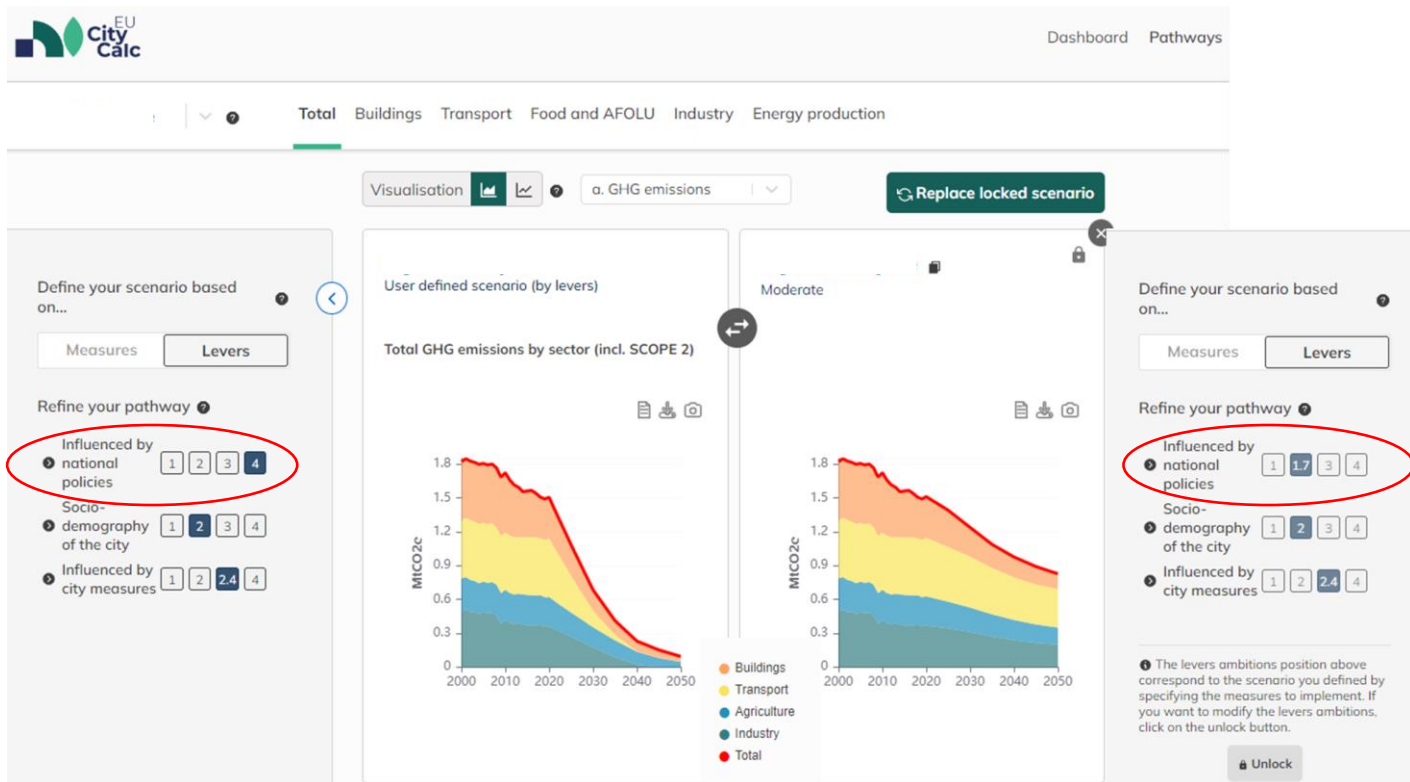 EU
City
Calc
Dashboard Pathways
Total Buildings Transport Food and AFOLU Industry Energy production
Visualisation
a. GHG emissions
Replace locked scenario
Define your scenario based
on...
Measures Levers
Refine your pathway
Influenced by
national
policies
1 2 3 4
Socio-
demography
of the city
1 2 3 4
Influenced by
city measures
1 2 2.4 4
User defined scenario (by levers)
Total GHG emissions by sector (incl. SCOPE 2)
MtCO2e
1.8
1.5
1.2
0.9
0.6
0.3
0
2000 2010 2020 2030 2040 2050
Buildings
Transport
Agriculture
Industry
Total
Moderate
MtCO2e
1.8
1.5
1.2
0.9
0.6
0.3
0
2000 2010 2020 2030 2040 2050
Define your scenario based
on...
Measures Levers
Refine your pathway
Influenced by
national
policies
1 1.7 3 4
Socio-
demography
of the city
1 2 3 4
Influenced by
city measures
1 2 2.4 4
The levers ambitions position above
correspond to the scenario you defined by
specifying the measures to implement. If
you want to modify the levers ambitions,
click on the unlock button.
Unlock